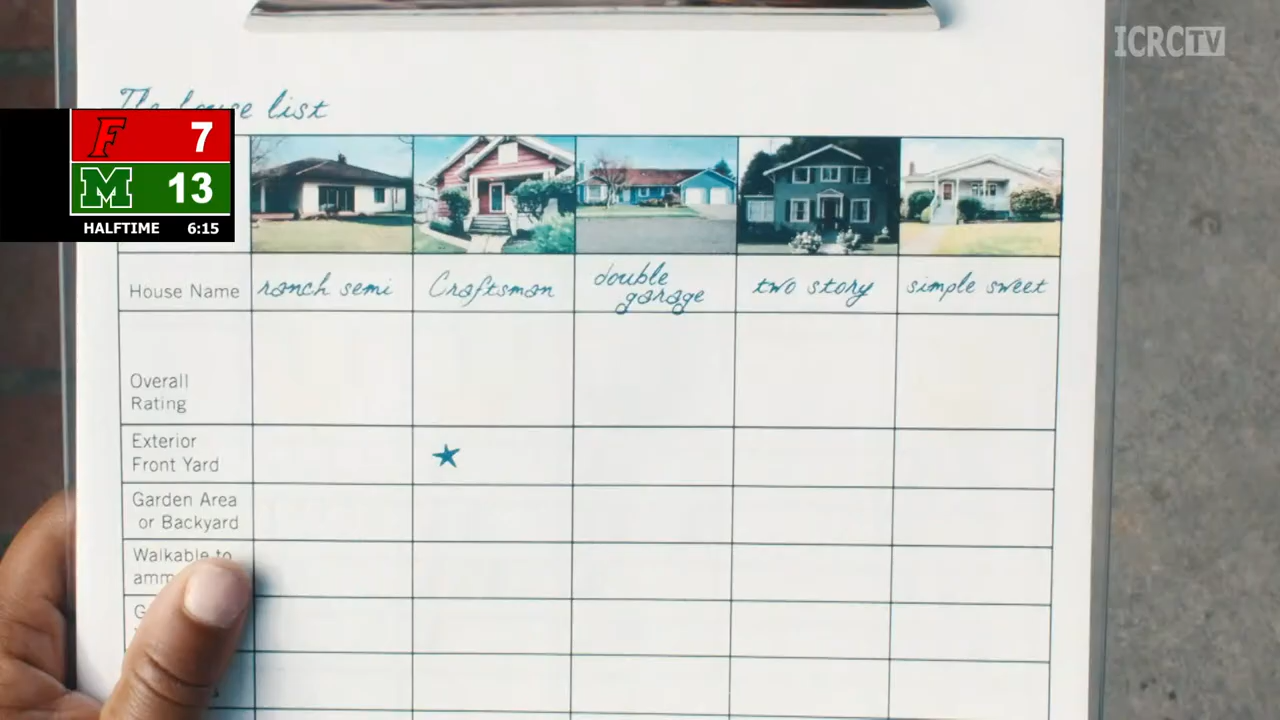 ICRCTV
The house list
F 7
M 13
HALFTIME 6:15
House Name ranch semi Craftsman double garage two story simple sweet
Overall
Rating
Exterior
Front Yard
Garden Area
or Backyard
Walkable to